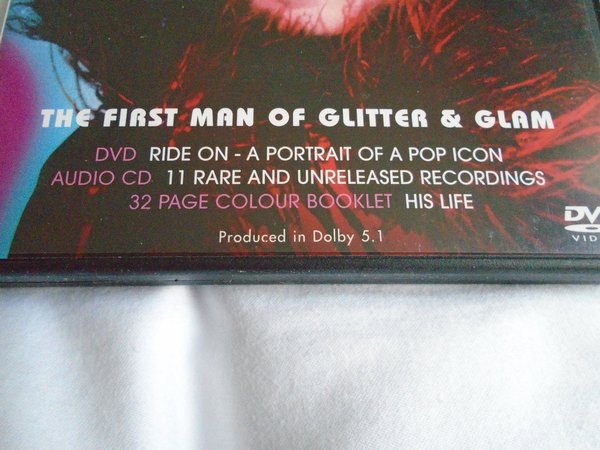 THE FIRST MAN OF GLITTER & GLAM
DVD RIDE ON - A PORTRAIT OF A POP ICON
AUDIO CD 11 RARE AND UNRELEASED RECORDINGS
32 PAGE COLOUR BOOKLET HIS LIFE
Produced in Dolby 5.1